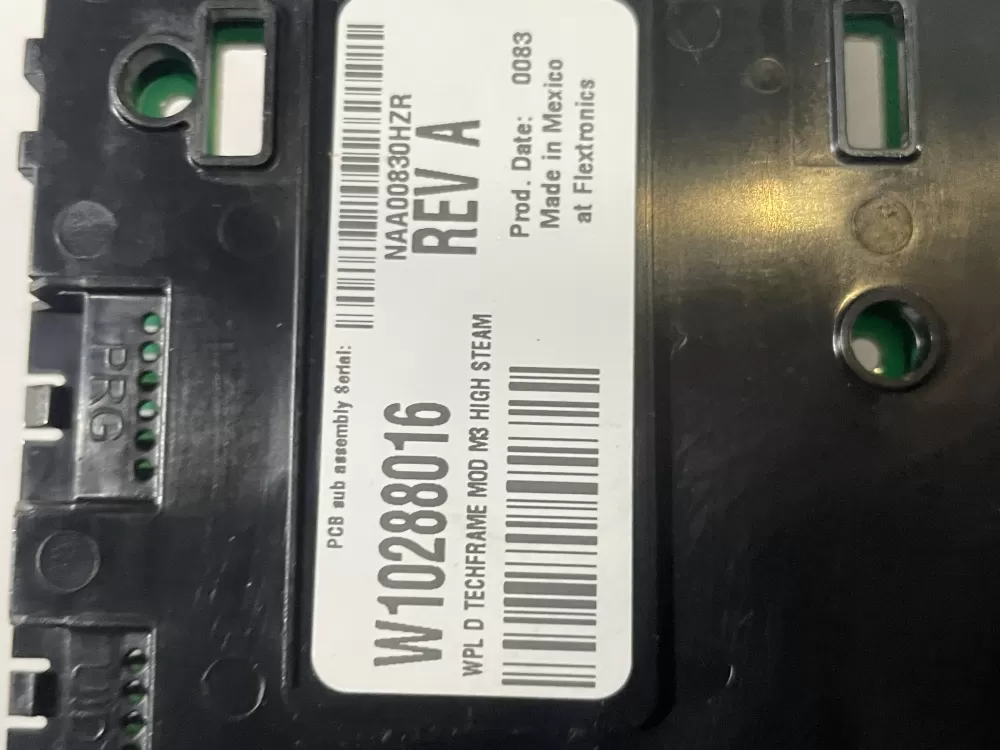 PCB sub assembly Serial:
NAA00830HZR
W10288016
REV A
WPL D TECHFRAME MOD M3 HIGH STEAM
Prod. Date: 0083
Made in Mexico
at Flextronics
PRG